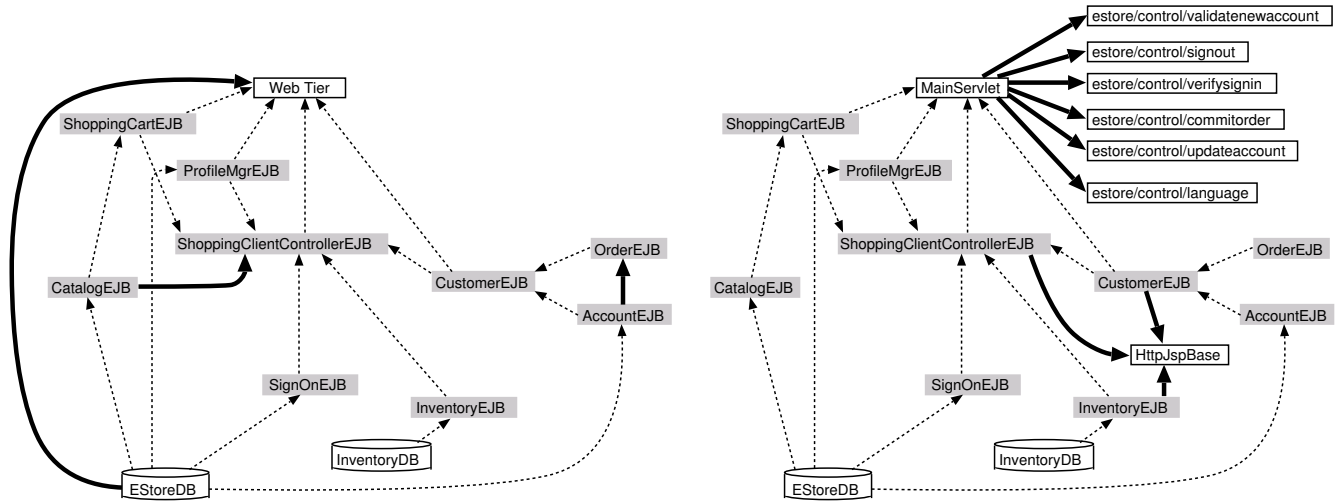 Web Tier
ShoppingCartEJB
ProfileMgrEJB
ShoppingClientControllerEJB
OrderEJB
CatalogEJB
CustomerEJB
AccountEJB
SignOnEJB
InventoryEJB
InventoryDB
EStoreDB
estore/control/validatenewaccount
estore/control/signout
MainServlet
estore/control/verifysignin
estore/control/commitorder
ShoppingCartEJB
estore/control/updateaccount
ProfileMgrEJB
estore/control/language
ShoppingClientControllerEJB
OrderEJB
CatalogEJB
CustomerEJB
AccountEJB
HttpJspBase
SignOnEJB
InventoryEJB
InventoryDB
EStoreDB